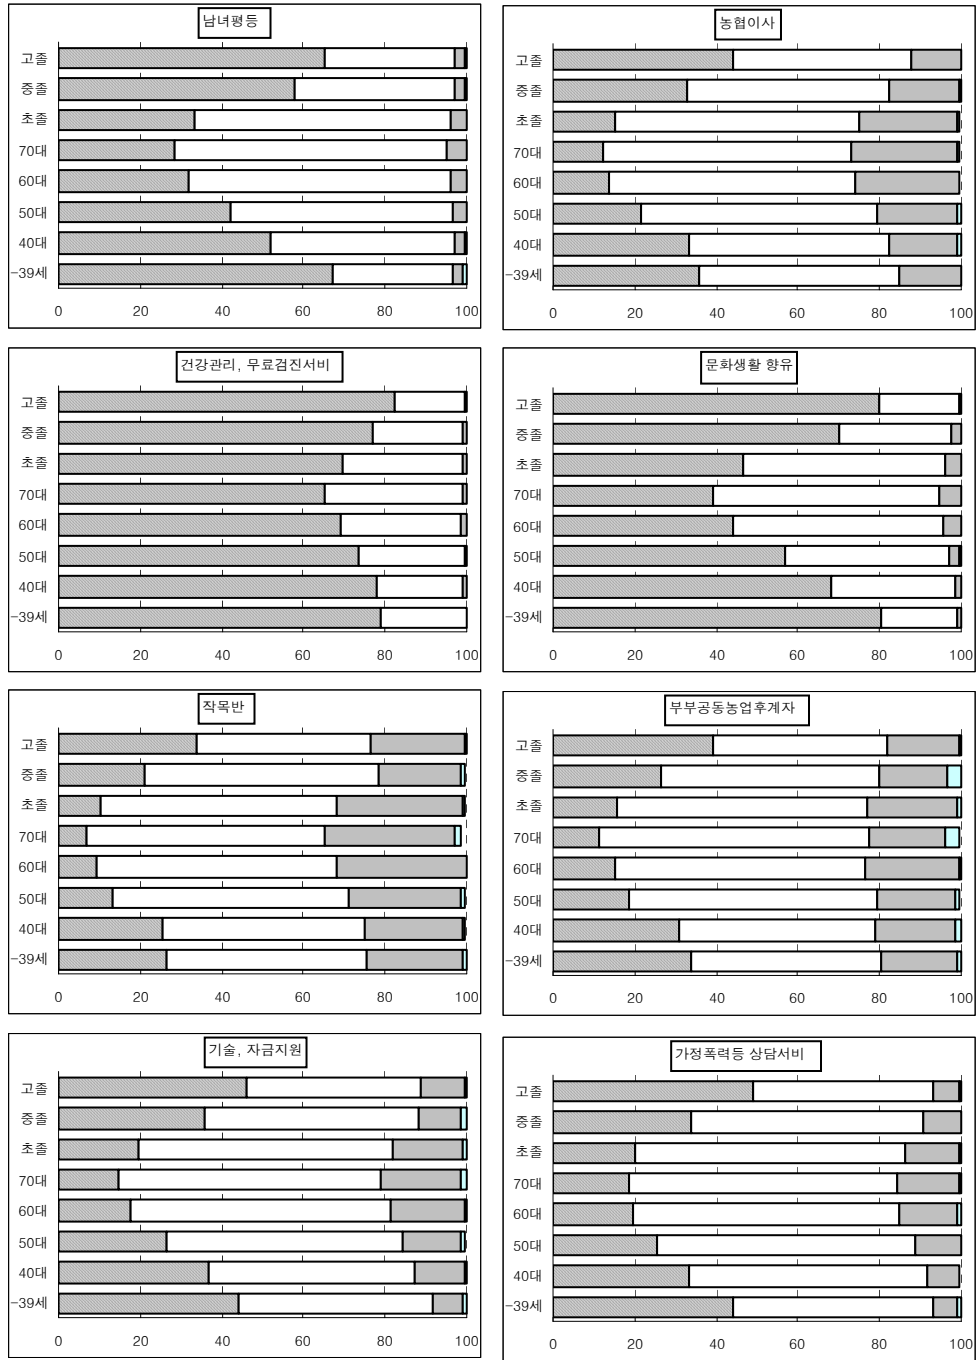 남녀평등
고졸
중졸
초졸
70대
60대
50대
40대
-39세
0 20 40 60 80 100
농협이사
고졸
중졸
초졸
70대
60대
50대
40대
-39세
0 20 40 60 80 100
건강관리, 무료검진서비
고졸
중졸
초졸
70대
60대
50대
40대
-39세
0 20 40 60 80 100
문화생활 향유
고졸
중졸
초졸
70대
60대
50대
40대
-39세
0 20 40 60 80 100
작목반
고졸
중졸
초졸
70대
60대
50대
40대
-39세
0 20 40 60 80 100
부부공동농업후계자
고졸
중졸
초졸
70대
60대
50대
40대
-39세
0 20 40 60 80 100
기술, 자금지원
고졸
중졸
초졸
70대
60대
50대
40대
-39세
0 20 40 60 80 100
가정폭력등 상담서비
고졸
중졸
초졸
70대
60대
50대
40대
-39세
0 20 40 60 80 100